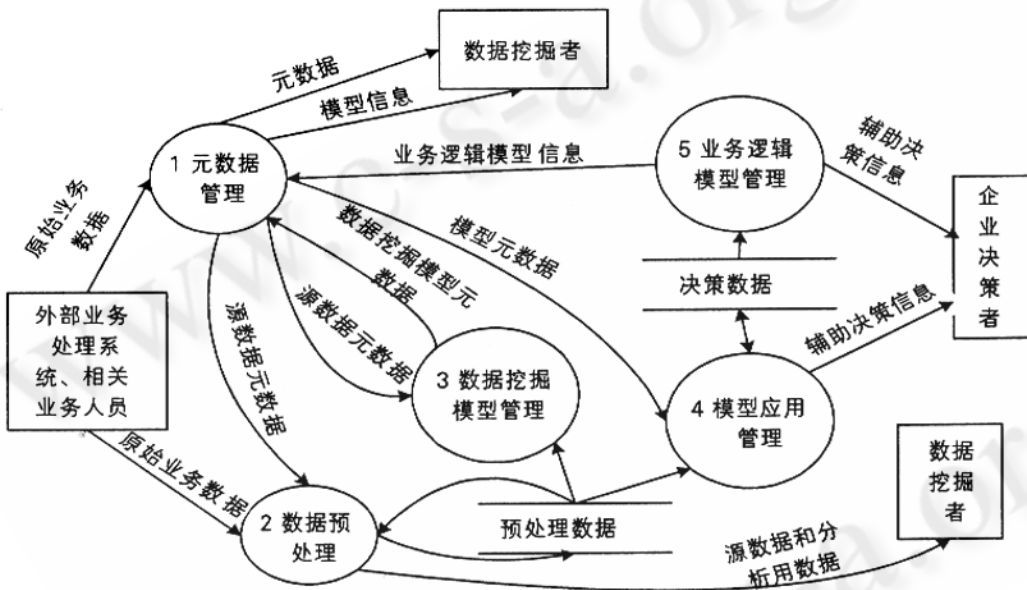 数据挖掘者
元数据
模型信息
1 元数据
管理
业务逻辑模型信息
5 业务逻辑
模型管理
辅助决
策信息
原始业务
数据
数据挖掘模型元
数据
模型元数据
企
业
决
策
者
决策数据
外部业务
处理系
统、相关
业务人员
源数据元数据
源数据元数据
辅助决策信息
3 数据挖掘
模型管理
4 模型应用
管理
原始业务数据
数据
挖掘
者
2 数据预
处理
预处理数据
源数据和分
析用数据
www.c-s-a.org